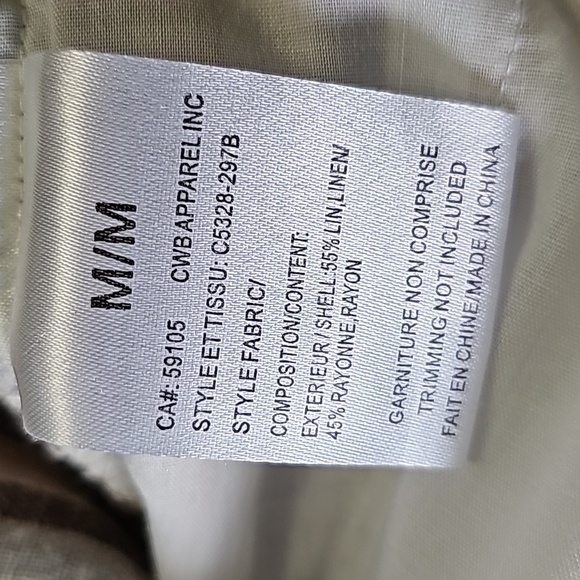 M/M
CA#: 59105 CWB APPAREL INC
STYLE ET TISSU: C5328-297B
STYLE FABRIC/
COMPOSITION/CONTENT:
EXTERIEUR / SHELL:55% LIN,LINEN/
45% RAYONNE,RAYON
GARNITURE NON COMPRISE
TRIMMING NOT INCLUDED
FAIT EN CHINE/MADE IN CHINA